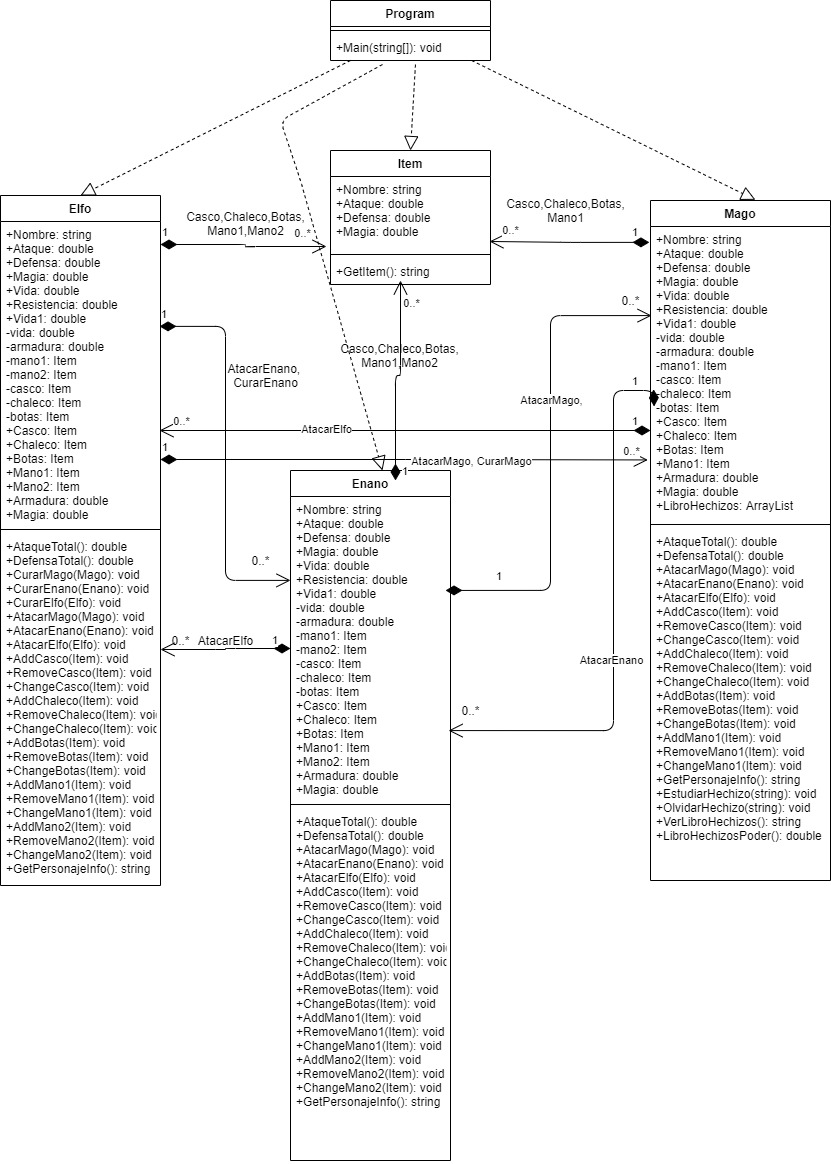 Program
+Main(string[]): void
Item
+Nombre: string
+Ataque: double
+Defensa: double
+Magia: double
+GetItem(): string
Elfo
+Nombre: string
+Ataque: double
+Defensa: double
+Magia: double
+Vida: double
+Resistencia: double
+Vida1: double
-vida: double
-armadura: double
-mano1: Item
-mano2: Item
-casco: Item
-chaleco: Item
-botas: Item
+Casco: Item
+Chaleco: Item
+Botas: Item
+Mano1: Item
+Mano2: Item
+Armadura: double
+Magia: double
+AtaqueTotal(): double
+DefensaTotal(): double
+CurarMago(Mago): void
+CurarEnano(Enano): void
+CurarElfo(Elfo): void
+AtacarMago(Mago): void
+AtacarEnano(Enano): void
+AtacarElfo(Elfo): void
+AddCasco(Item): void
+RemoveCasco(Item): void
+ChangeCasco(Item): void
+AddChaleco(Item): void
+RemoveChaleco(Item): voi
+ChangeChaleco(Item): voi
+AddBotas(Item): void
+RemoveBotas(Item): void
+ChangeBotas(Item): void
+AddMano1(Item): void
+RemoveMano1(Item): void
+ChangeMano1(Item): void
+AddMano2(Item): void
+RemoveMano2(Item): void
+ChangeMano2(Item): void
+GetPersonajeInfo(): string
1
Casco,Chaleco,Botas,
Mano1,Mano2
0..*
Casco,Chaleco,Botas,
Mano1
0..*
1
1
AtacarEnano,
CurarEnano
0..*
0..*
Casco,Chaleco,Botas,
Mano1,Mano2
1
0..*
AtacarMago,
1
0..*
AtacarElfo
1
1
AtacarMago, CurarMago
0..*
0..*
AtacarElfo
1
1
AtacarEnano
0..*
Enano
+Nombre: string
+Ataque: double
+Defensa: double
+Magia: double
+Vida: double
+Resistencia: double
+Vida1: double
-vida: double
-armadura: double
-mano1: Item
-mano2: Item
-casco: Item
-chaleco: Item
-botas: Item
+Casco: Item
+Chaleco: Item
+Botas: Item
+Mano1: Item
+Mano2: Item
+Armadura: double
+Magia: double
+AtaqueTotal(): double
+DefensaTotal(): double
+AtacarMago(Mago): void
+AtacarEnano(Enano): void
+AtacarElfo(Elfo): void
+AddCasco(Item): void
+RemoveCasco(Item): void
+ChangeCasco(Item): void
+AddChaleco(Item): void
+RemoveChaleco(Item): voi
+ChangeChaleco(Item): voi
+AddBotas(Item): void
+RemoveBotas(Item): void
+ChangeBotas(Item): void
+AddMano1(Item): void
+RemoveMano1(Item): void
+ChangeMano1(Item): void
+AddMano2(Item): void
+RemoveMano2(Item): void
+ChangeMano2(Item): void
+GetPersonajeInfo(): string
Mago
+Nombre: string
+Ataque: double
+Defensa: double
+Magia: double
+Vida: double
+Resistencia: double
+Vida1: double
-vida: double
-armadura: double
-mano1: Item
-casco: Item
-chaleco: Item
-botas: Item
+Casco: Item
+Chaleco: Item
+Botas: Item
+Mano1: Item
+Armadura: double
+Magia: double
+LibroHechizos: ArrayList
+AtaqueTotal(): double
+DefensaTotal(): double
+AtacarMago(Mago): void
+AtacarEnano(Enano): void
+AtacarElfo(Elfo): void
+AddCasco(Item): void
+RemoveCasco(Item): void
+ChangeCasco(Item): void
+AddChaleco(Item): void
+RemoveChaleco(Item): void
+ChangeChaleco(Item): void
+AddBotas(Item): void
+RemoveBotas(Item): void
+ChangeBotas(Item): void
+AddMano1(Item): void
+RemoveMano1(Item): void
+ChangeMano1(Item): void
+GetPersonajeInfo(): string
+EstudiarHechizo(string): void
+OlvidarHechizo(string): void
+VerLibroHechizos(): string
+LibroHechizosPoder(): double